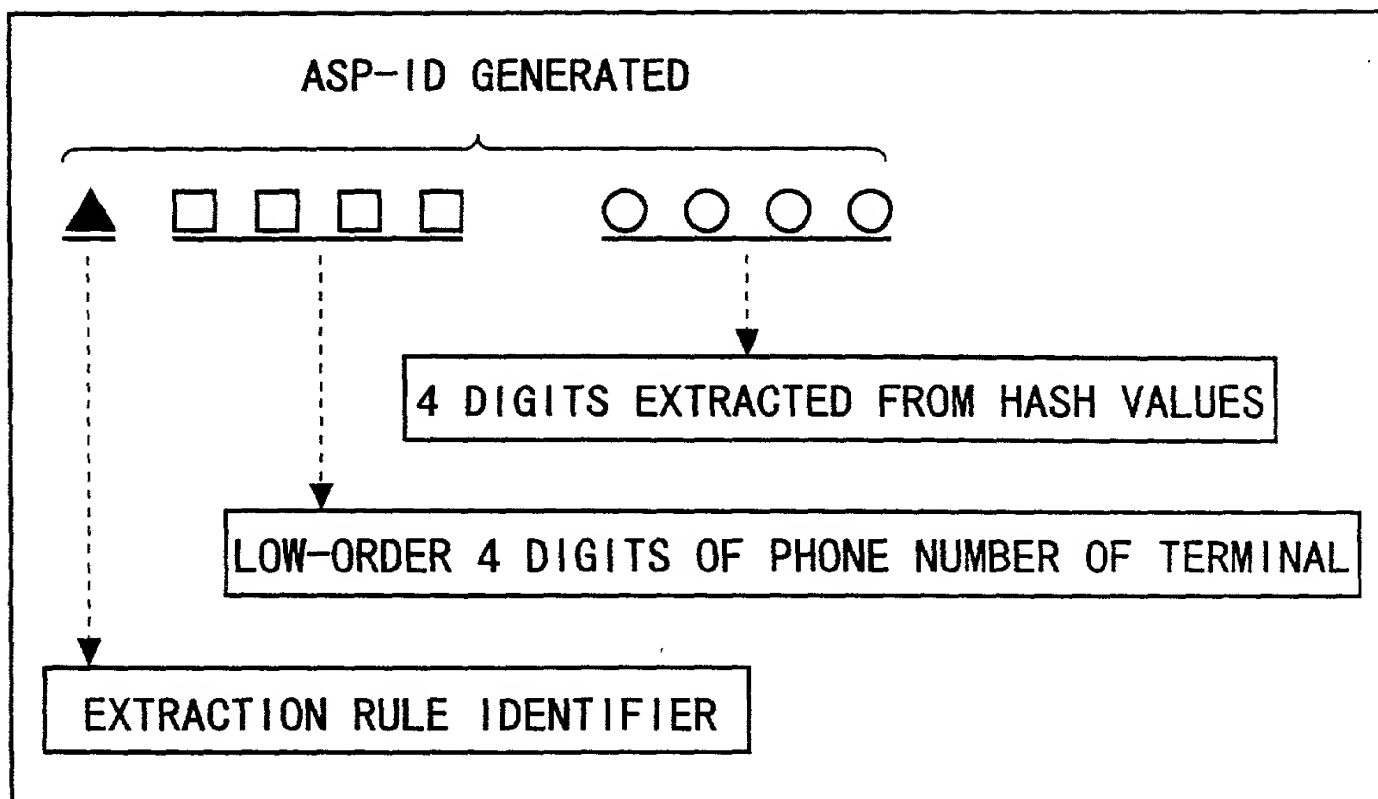 ASP-ID GENERATED
4 DIGITS EXTRACTED FROM HASH VALUES
LOW-ORDER 4 DIGITS OF PHONE NUMBER OF TERMINAL
EXTRACTION RULE IDENTIFIER